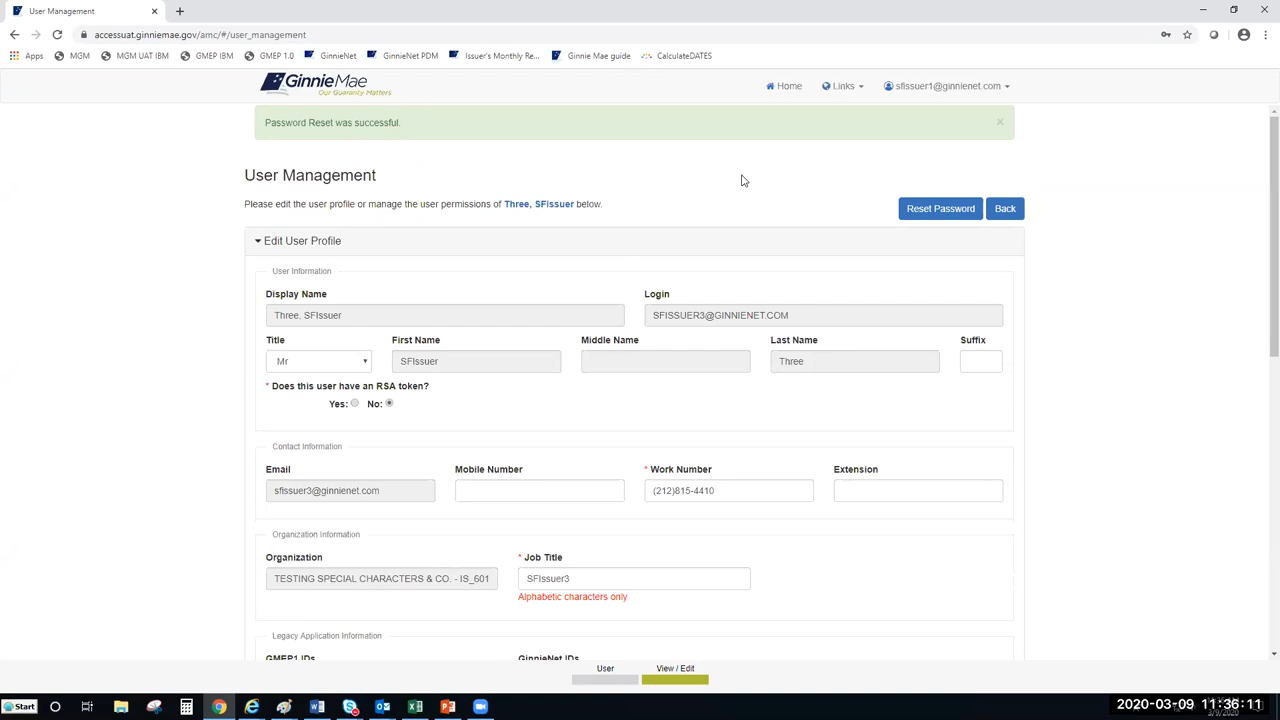 User Management
accessuat.ginniemae.gov/amc/#/user_management
Apps MGM MGM UAT IBM GMEP IBM GMEP 1.0 GinnieNet GinnieNet PDM Issuer's Monthly Re... Ginnie Mae guide CalculateDATES
GinnieMae
Our Guaranty Matters
Home Links sfissuer1@ginnienet.com
Password Reset was successful. ×
User Management
Please edit the user profile or manage the user permissions of Three, SFIssuer below.
Reset Password Back
Edit User Profile
User Information
Display Name Login
Three, SFIssuer SFISSUER3@GINNIENET.COM
Title First Name Middle Name Last Name Suffix
Mr SFIssuer Three
* Does this user have an RSA token?
Yes: No:
Contact Information
Email Mobile Number * Work Number Extension
sfissuer3@ginnienet.com (212)815-4410
Organization Information
Organization * Job Title
TESTING SPECIAL CHARACTERS & CO. - IS_601 SFIssuer3
Alphabetic characters only
Legacy Application Information
GMEP1 IDs GinnieNet IDs
User View / Edit
Start
2020-03-09 11:36:11
3/9/2020